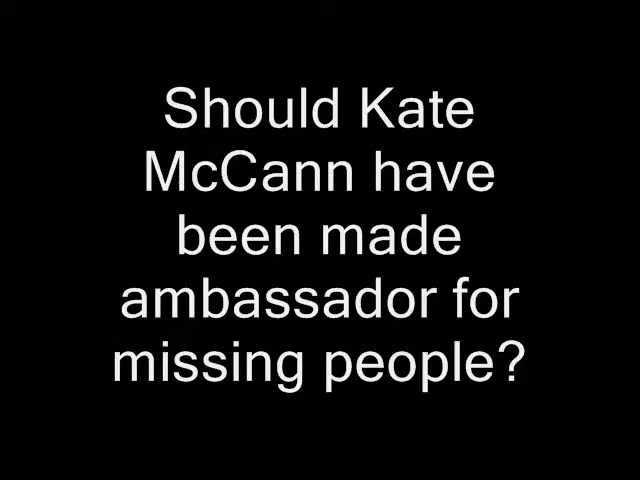 Should Kate
McCann have
been made
ambassador for
missing people?